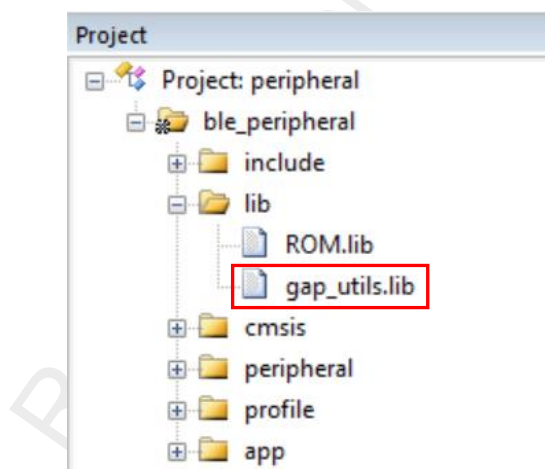 Project
Project: peripheral
ble_peripheral
include
lib
ROM.lib
gap_utils.lib
cmsis
peripheral
profile
app